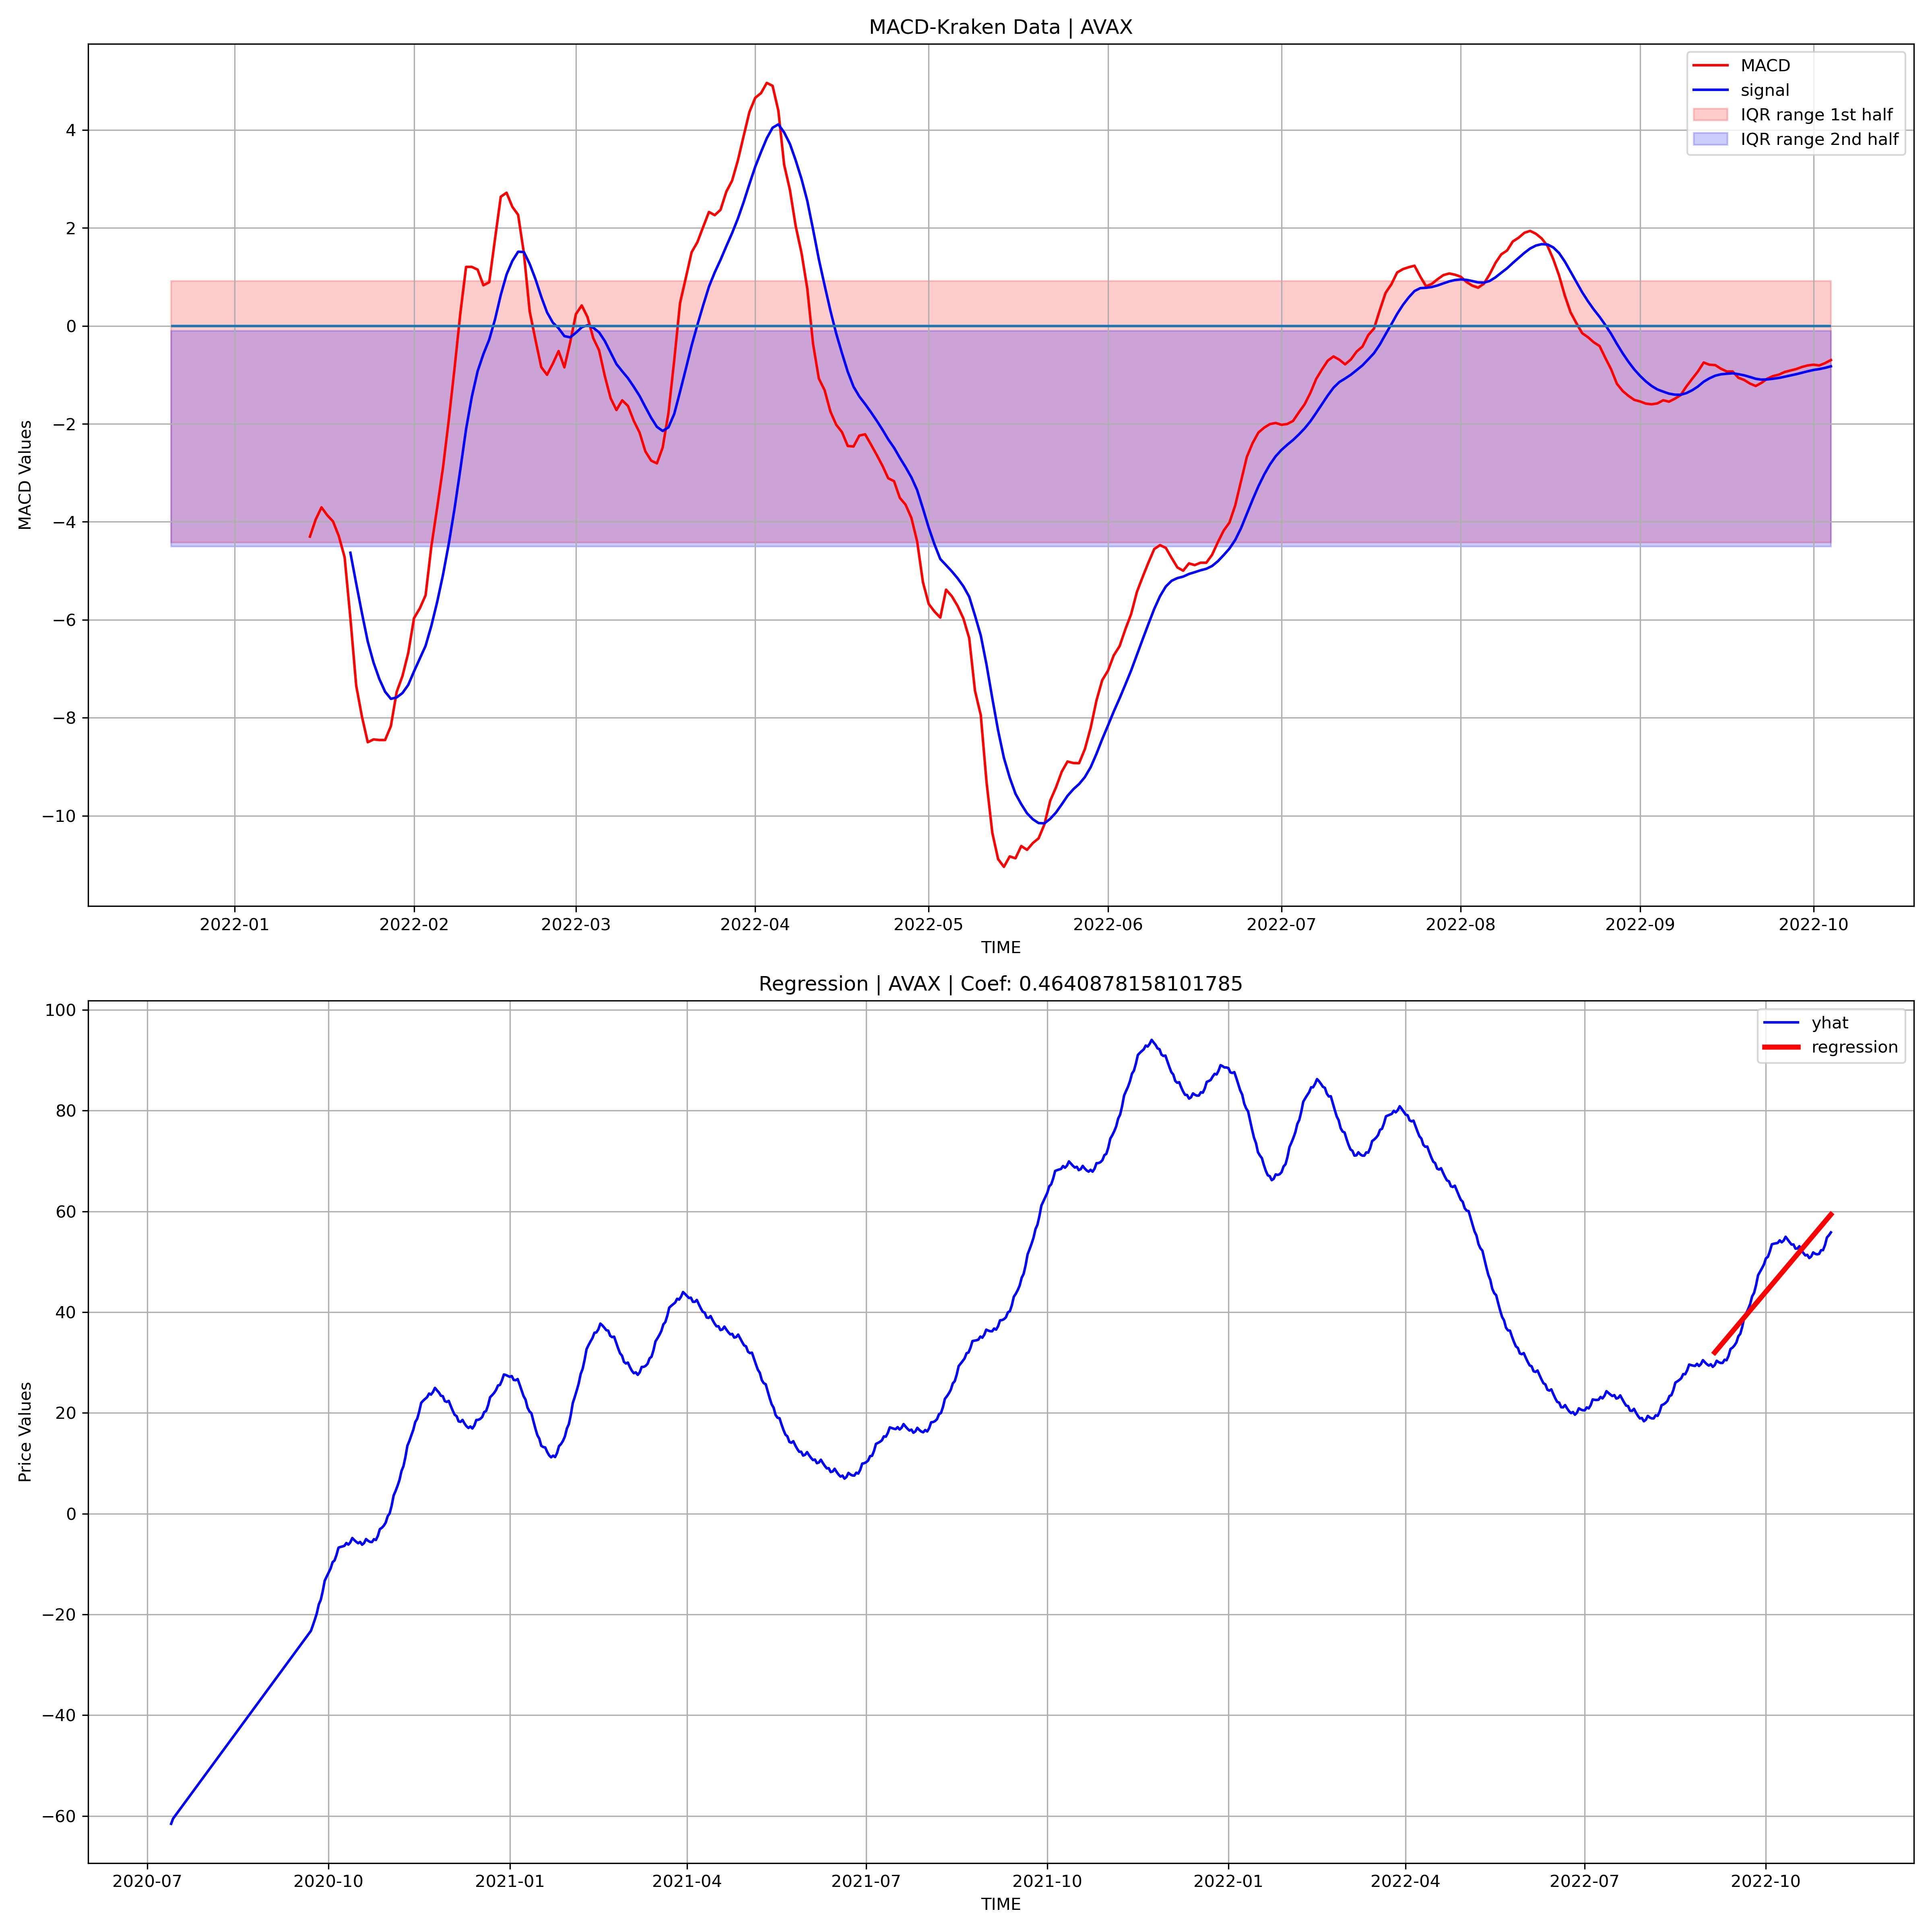 MACD-Kraken Data | AVAX
MACD
signal
IQR range 1st half
IQR range 2nd half
4
2
0
−2
−4
−6
−8
−10
MACD Values
2022-01 2022-02 2022-03 2022-04 2022-05 2022-06 2022-07 2022-08 2022-09 2022-10
TIME
Regression | AVAX | Coef: 0.4640878158101785
yhat
regression
100
80
60
40
20
0
−20
−40
−60
Price Values
2020-07 2020-10 2021-01 2021-04 2021-07 2021-10 2022-01 2022-04 2022-07 2022-10
TIME